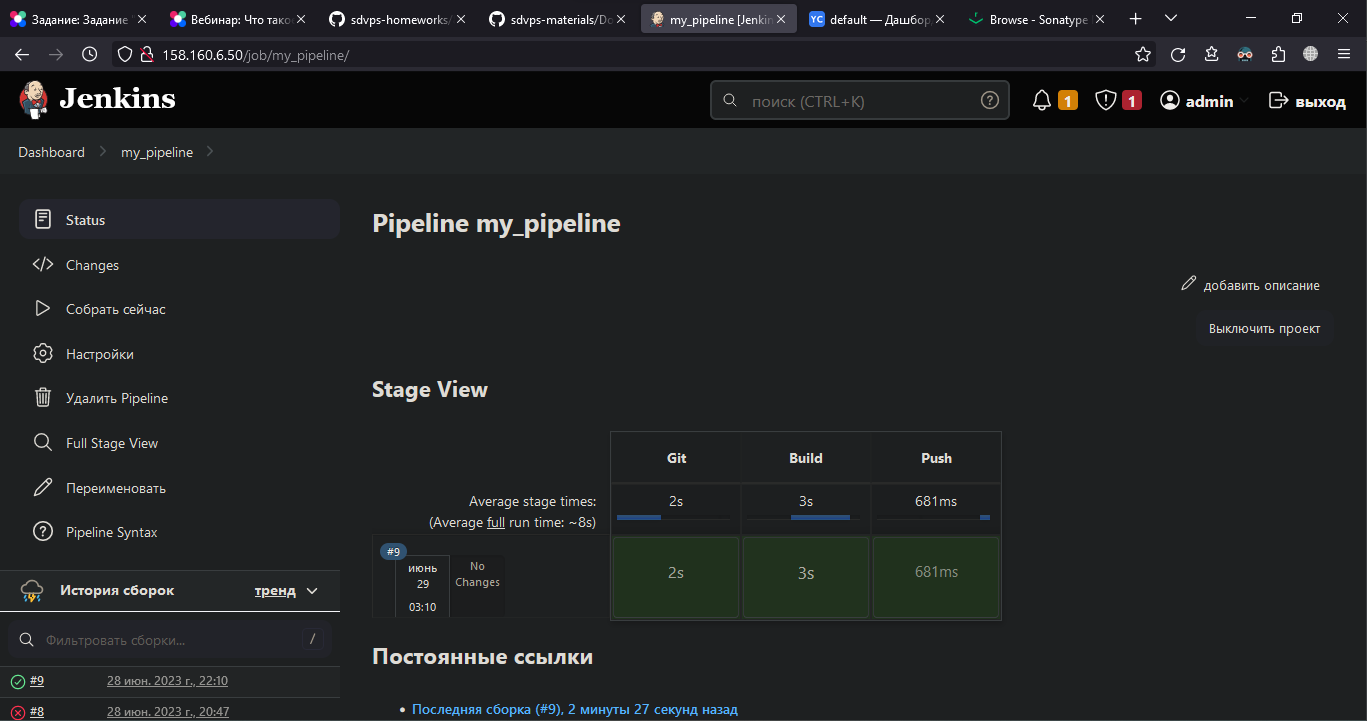 Задание: Задание
Вебинар: Что тако
sdvps-homeworks/
sdvps-materials/Do
my_pipeline [Jenkin
YC default — Дашбор
Browse - Sonatype
158.160.6.50/job/my_pipeline/
Jenkins
поиск (CTRL+K)
?
1
1
admin
выход
Dashboard
my_pipeline
Status
Changes
Собрать сейчас
Настройки
Удалить Pipeline
Full Stage View
Переименовать
Pipeline Syntax
История сборок
тренд
Фильтровать сборки...
/
#9 28 июн. 2023 г., 22:10
#8 28 июн. 2023 г., 20:47
Pipeline my_pipeline
добавить описание
Выключить проект
Stage View
Git Build Push
Average stage times: 2s 3s 681ms
(Average full run time: ~8s)
#9
июнь
29
03:10
No
Changes
2s 3s 681ms
Постоянные ссылки
Последняя сборка (#9), 2 минуты 27 секунд назад